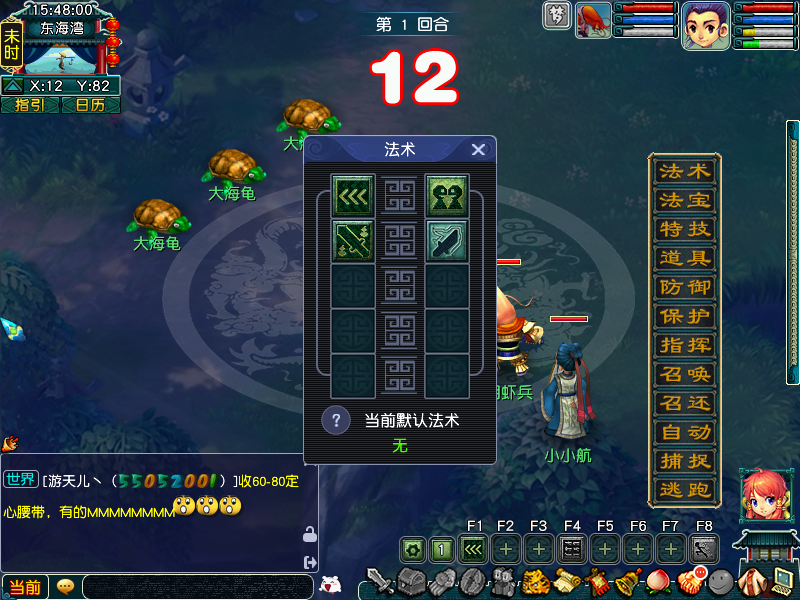 15:48:00
未时
东海湾
X:12 Y:82
指引
日历
第 1 回合
12
梦
大海龟
大海龟
法术
当前默认法术
无
虾兵
小小航
法术
法宝
特技
道具
防御
保护
指挥
召唤
召还
自动
捕捉
逃跑
世界 [游天儿丶（55052001）]收60-80定
心腰带，有的MMMMMMMM
F1 F2 F3 F4 F5 F6 F7 F8
1
当前